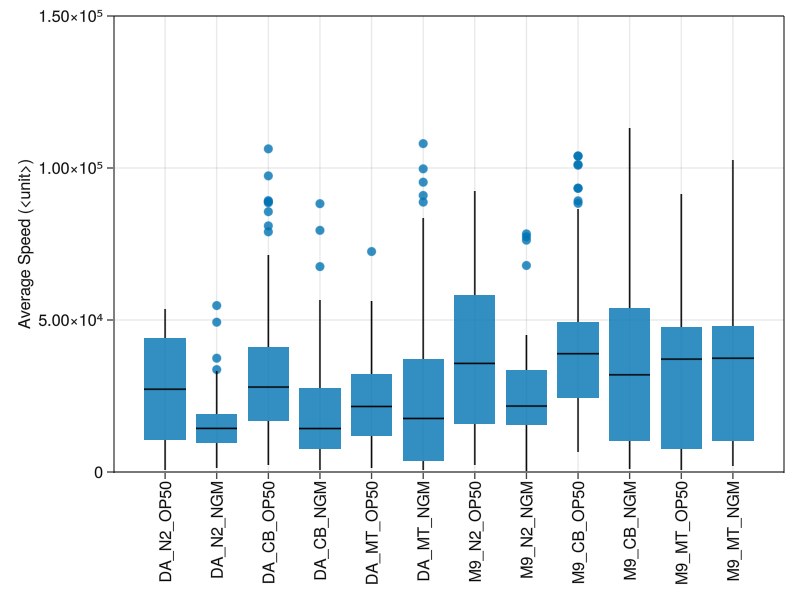 1.50×10⁵
1.00×10⁵
5.00×10⁴
0
Average Speed (<unit>)
DA_N2_OP50
DA_N2_NGM
DA_CB_OP50
DA_CB_NGM
DA_MT_OP50
DA_MT_NGM
M9_N2_OP50
M9_N2_NGM
M9_CB_OP50
M9_CB_NGM
M9_MT_OP50
M9_MT_NGM